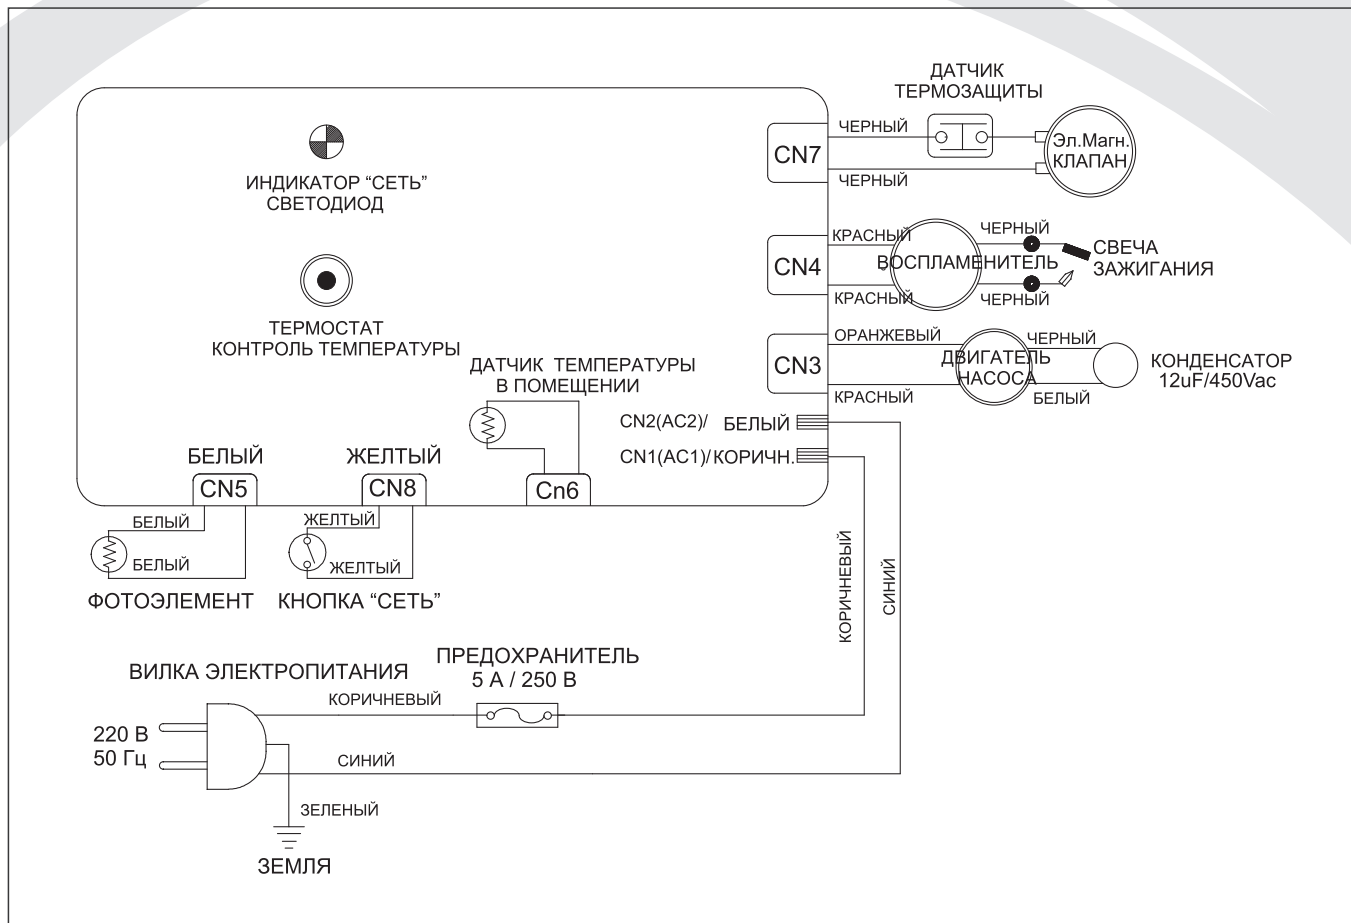 ДАТЧИК
ТЕРМОЗАЩИТЫ
CN7
ЧЕРНЫЙ
ЧЕРНЫЙ
Эл.Магн.
КЛАПАН
ИНДИКАТОР “СЕТЬ”
СВЕТОДИОД
CN4
КРАСНЫЙ
КРАСНЫЙ
ВОСПЛАМЕНИТЕЛЬ
ЧЕРНЫЙ
ЧЕРНЫЙ
СВЕЧА
ЗАЖИГАНИЯ
ТЕРМОСТАТ
КОНТРОЛЬ ТЕМПЕРАТУРЫ
CN3
ОРАНЖЕВЫЙ
КРАСНЫЙ
ДВИГАТЕЛЬ
НАСОСА
ЧЕРНЫЙ
БЕЛЫЙ
КОНДЕНСАТОР
12uF/450Vac
ДАТЧИК ТЕМПЕРАТУРЫ
В ПОМЕЩЕНИИ
CN2(AC2)/ БЕЛЫЙ
CN1(AC1)/КОРИЧН.
БЕЛЫЙ
CN5
ЖЕЛТЫЙ
CN8
Cn6
БЕЛЫЙ
БЕЛЫЙ
ФОТОЭЛЕМЕНТ
ЖЕЛТЫЙ
ЖЕЛТЫЙ
КНОПКА “СЕТЬ”
КОРИЧНЕВЫЙ
СИНИЙ
ВИЛКА ЭЛЕКТРОПИТАНИЯ
ПРЕДОХРАНИТЕЛЬ
5 А / 250 В
КОРИЧНЕВЫЙ
220 В
50 Гц
СИНИЙ
ЗЕЛЕНЫЙ
ЗЕМЛЯ